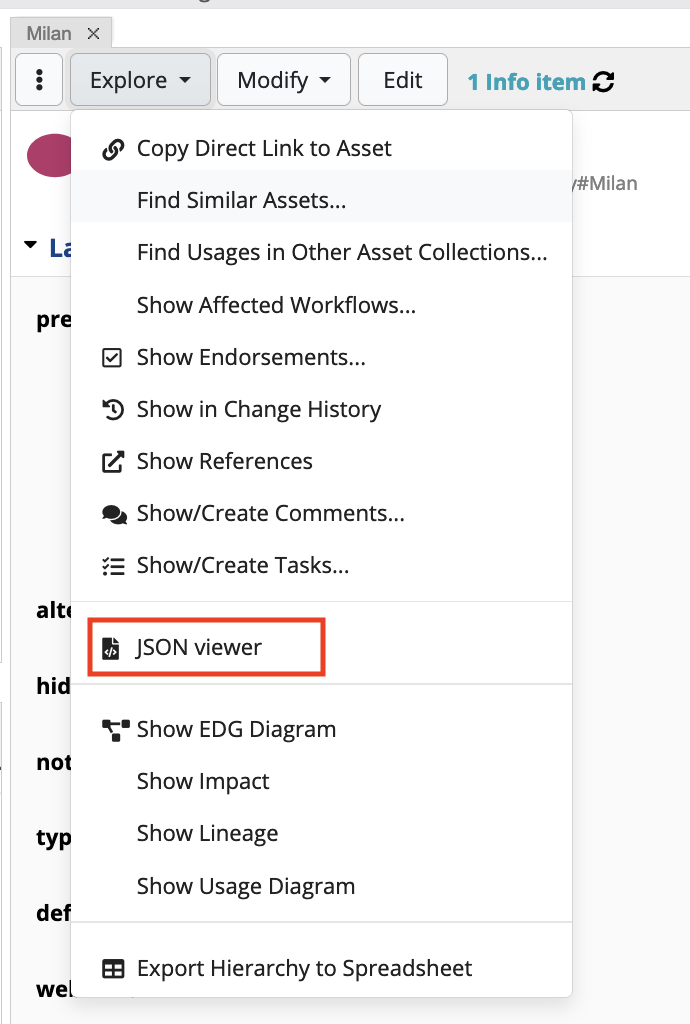 Milan
Explore Modify Edit 1 Info item
Copy Direct Link to Asset
y#Milan
Find Similar Assets...
Find Usages in Other Asset Collections...
Show Affected Workflows...
pre
Show Endorsements...
Show in Change History
Show References
Show/Create Comments...
Show/Create Tasks...
alte
JSON viewer
hid
Show EDG Diagram
not
Show Impact
Show Lineage
typ
Show Usage Diagram
def
Export Hierarchy to Spreadsheet